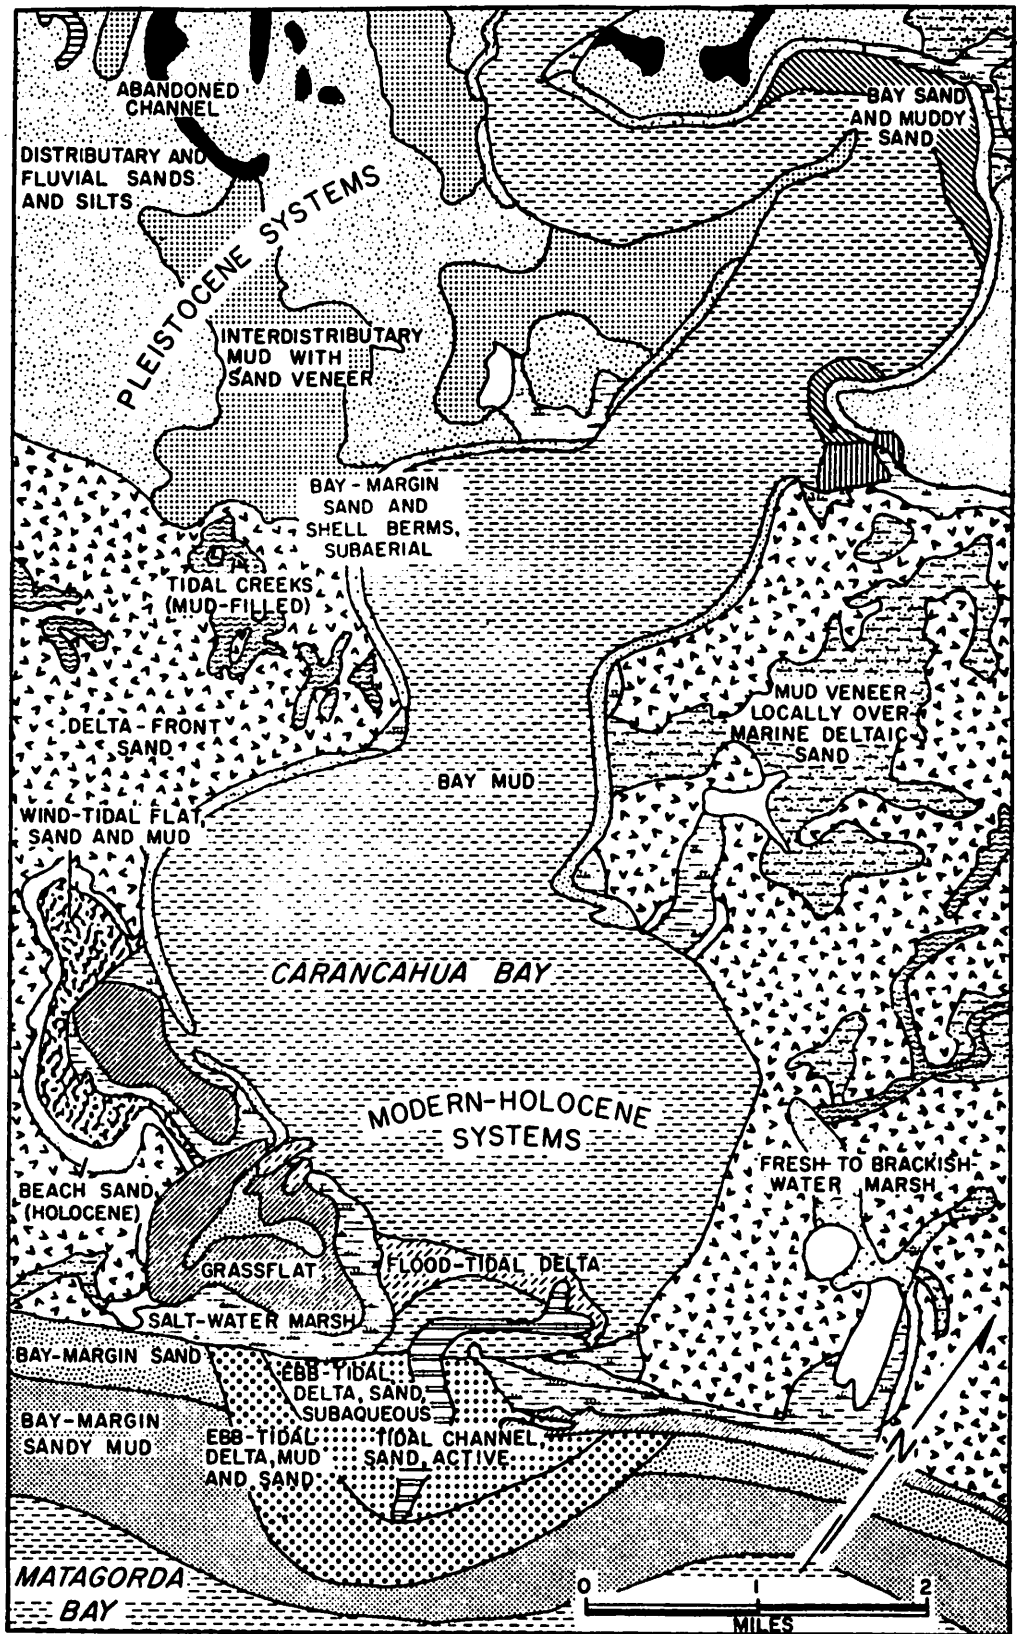 ABANDONED
CHANNEL
BAY SAND
AND MUDDY
SAND
DISTRIBUTARY AND
FLUVIAL SANDS
AND SILTS
PLEISTOCENE SYSTEMS
INTERDISTRIBUTARY
MUD WITH
SAND VENEER
BAY-MARGIN
SAND AND
SHELL BERMS,
SUBAERIAL
TIDAL CREEKS
(MUD-FILLED)
MUD VENEER
LOCALLY OVER
MARINE DELTAIC
SAND
DELTA-FRONT
SAND
BAY MUD
WIND-TIDAL FLAT,
SAND AND MUD
CARANCAHUA BAY
MODERN-HOLOCENE
SYSTEMS
FRESH TO BRACKISH-
WATER MARSH
BEACH SAND
(HOLOCENE)
GRASSFLAT
FLOOD-TIDAL DELTA
SALT-WATER MARSH
BAY-MARGIN SAND
EBB-TIDAL
DELTA, SAND,
SUBAQUEOUS
BAY-MARGIN
SANDY MUD
EBB-TIDAL
DELTA, MUD
AND SAND
TIDAL CHANNEL
SAND, ACTIVE
N
MATAGORDA
BAY
0 1 2
MILES